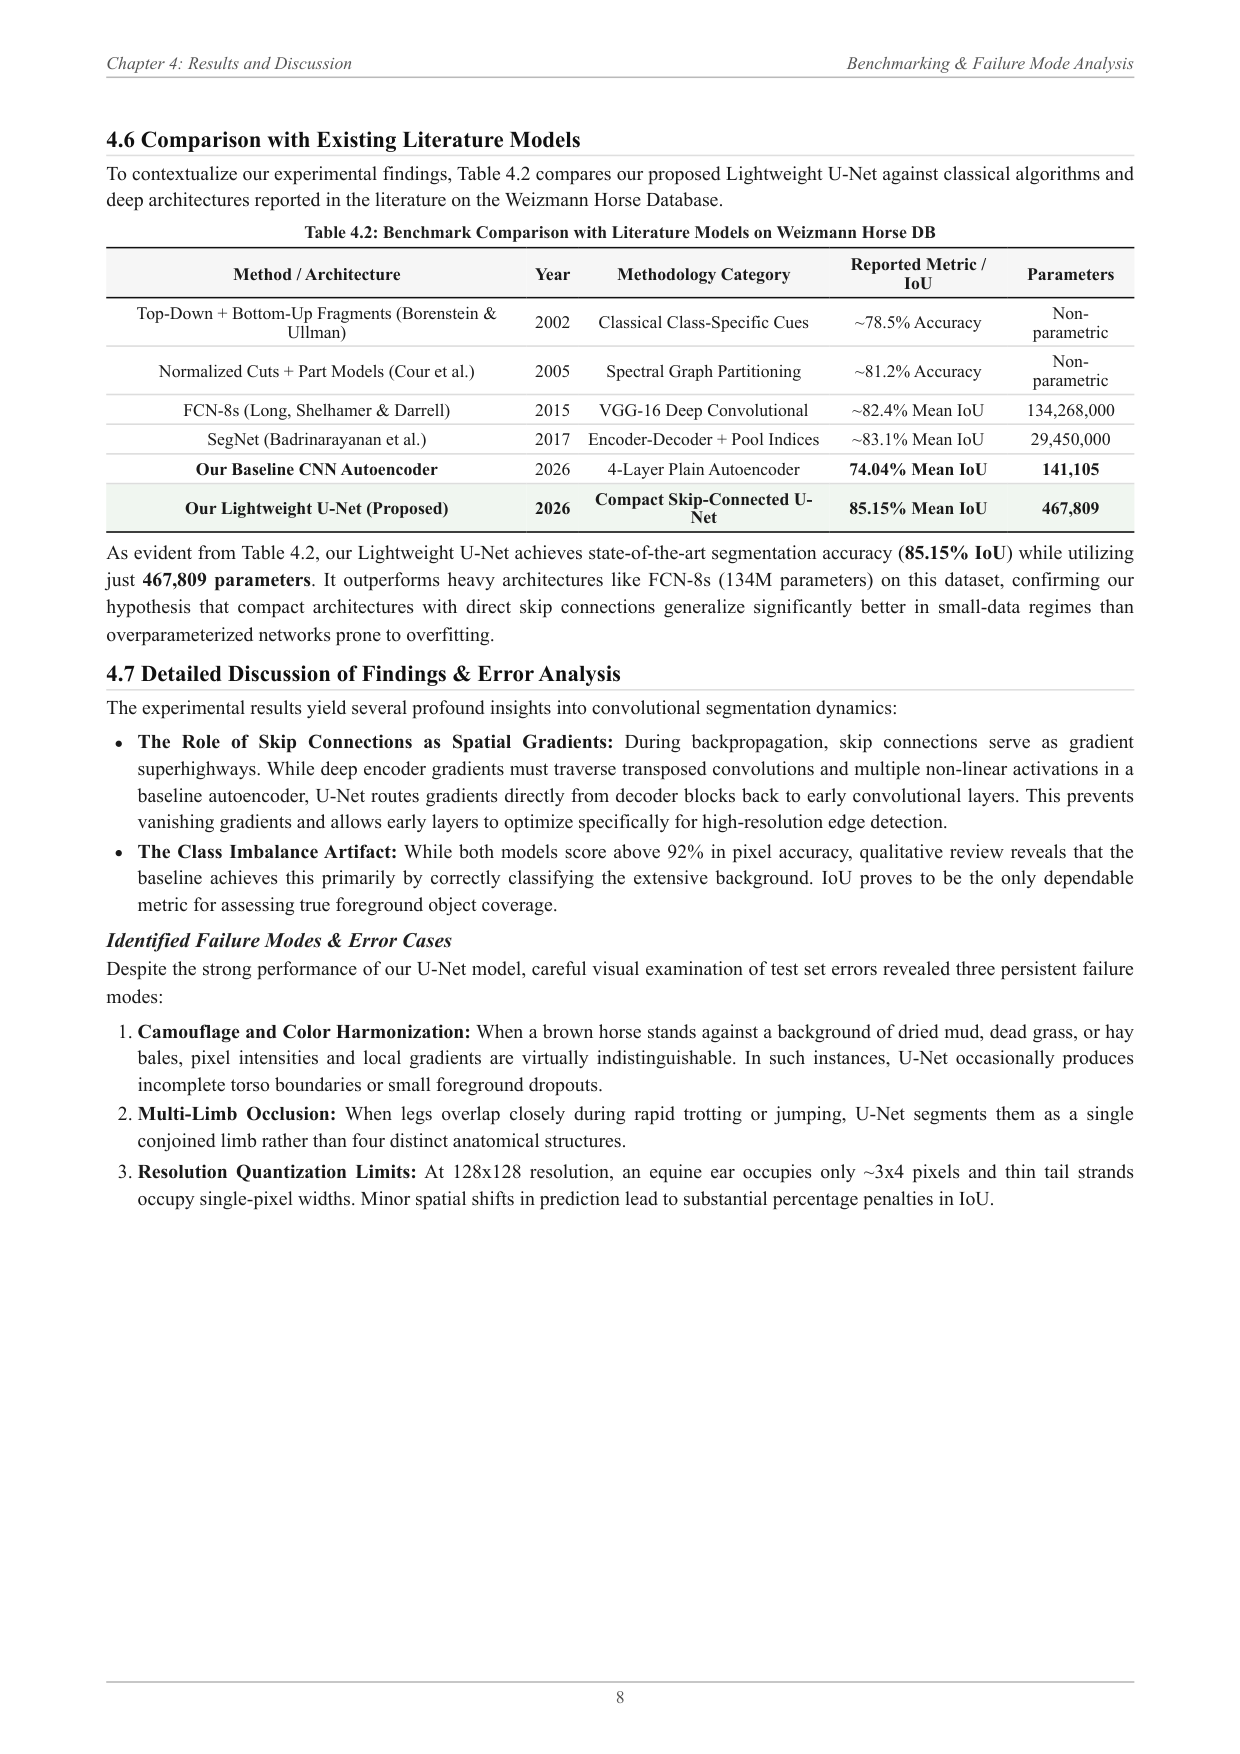 Chapter 4: Results and Discussion
Benchmarking & Failure Mode Analysis
4.6 Comparison with Existing Literature Models
To contextualize our experimental findings, Table 4.2 compares our proposed Lightweight U-Net against classical algorithms and
deep architectures reported in the literature on the Weizmann Horse Database.
Table 4.2: Benchmark Comparison with Literature Models on Weizmann Horse DB
Method / Architecture Year Methodology Category Reported Metric / IoU Parameters
Top-Down + Bottom-Up Fragments (Borenstein & Ullman) 2002 Classical Class-Specific Cues ~78.5% Accuracy Non-parametric
Normalized Cuts + Part Models (Cour et al.) 2005 Spectral Graph Partitioning ~81.2% Accuracy Non-parametric
FCN-8s (Long, Shelhamer & Darrell) 2015 VGG-16 Deep Convolutional ~82.4% Mean IoU 134,268,000
SegNet (Badrinarayanan et al.) 2017 Encoder-Decoder + Pool Indices ~83.1% Mean IoU 29,450,000
Our Baseline CNN Autoencoder 2026 4-Layer Plain Autoencoder 74.04% Mean IoU 141,105
Our Lightweight U-Net (Proposed) 2026 Compact Skip-Connected U-Net 85.15% Mean IoU 467,809
As evident from Table 4.2, our Lightweight U-Net achieves state-of-the-art segmentation accuracy (85.15% IoU) while utilizing
just 467,809 parameters. It outperforms heavy architectures like FCN-8s (134M parameters) on this dataset, confirming our
hypothesis that compact architectures with direct skip connections generalize significantly better in small-data regimes than
overparameterized networks prone to overfitting.
4.7 Detailed Discussion of Findings & Error Analysis
The experimental results yield several profound insights into convolutional segmentation dynamics:
• The Role of Skip Connections as Spatial Gradients: During backpropagation, skip connections serve as gradient
superhighways. While deep encoder gradients must traverse transposed convolutions and multiple non-linear activations in a
baseline autoencoder, U-Net routes gradients directly from decoder blocks back to early convolutional layers. This prevents
vanishing gradients and allows early layers to optimize specifically for high-resolution edge detection.
• The Class Imbalance Artifact: While both models score above 92% in pixel accuracy, qualitative review reveals that the
baseline achieves this primarily by correctly classifying the extensive background. IoU proves to be the only dependable
metric for assessing true foreground object coverage.
Identified Failure Modes & Error Cases
Despite the strong performance of our U-Net model, careful visual examination of test set errors revealed three persistent failure
modes:
1. Camouflage and Color Harmonization: When a brown horse stands against a background of dried mud, dead grass, or hay
bales, pixel intensities and local gradients are virtually indistinguishable. In such instances, U-Net occasionally produces
incomplete torso boundaries or small foreground dropouts.
2. Multi-Limb Occlusion: When legs overlap closely during rapid trotting or jumping, U-Net segments them as a single
conjoined limb rather than four distinct anatomical structures.
3. Resolution Quantization Limits: At 128x128 resolution, an equine ear occupies only ~3x4 pixels and thin tail strands
occupy single-pixel widths. Minor spatial shifts in prediction lead to substantial percentage penalties in IoU.
8